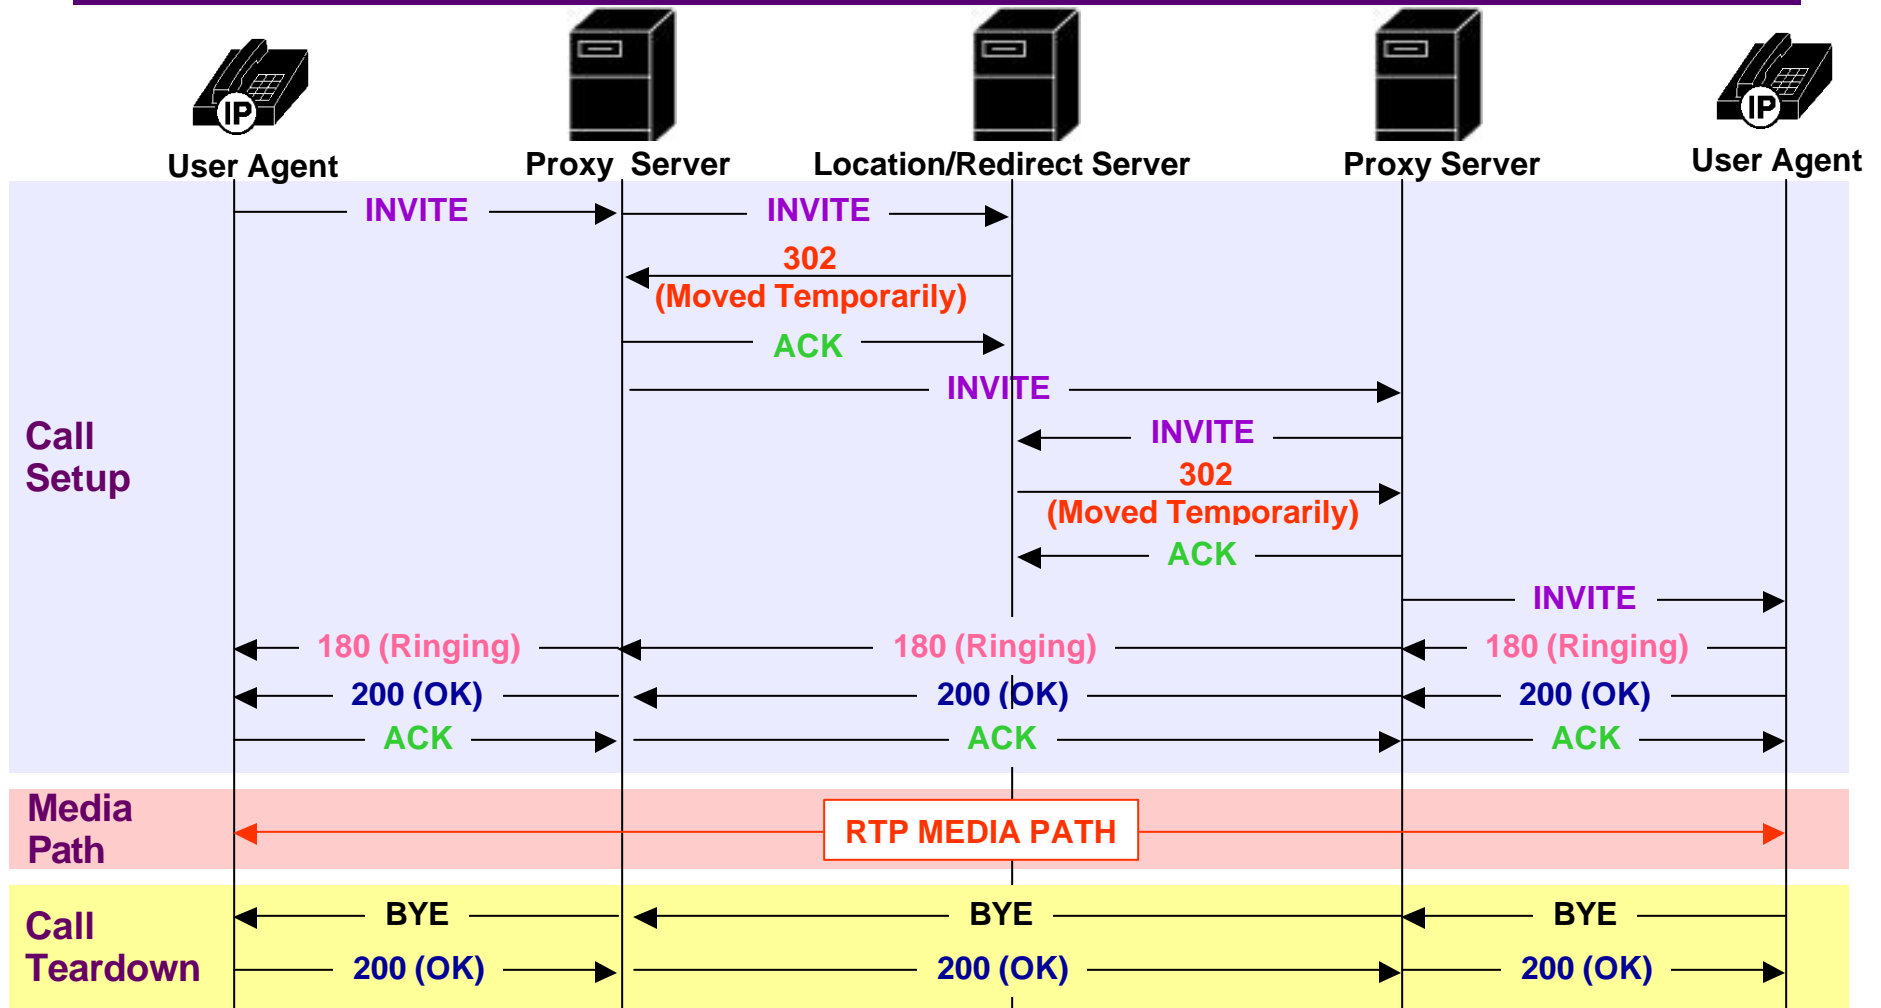 IP
IP
User Agent
Proxy Server
Location/Redirect Server
Proxy Server
User Agent
INVITE
INVITE
302
(Moved Temporarily)
ACK
INVITE
Call
Setup
INVITE
302
(Moved Temporarily)
ACK
INVITE
180 (Ringing)
180 (Ringing)
180 (Ringing)
200 (OK)
200 (OK)
200 (OK)
ACK
ACK
ACK
Media
Path
RTP MEDIA PATH
Call
Teardown
BYE
BYE
BYE
200 (OK)
200 (OK)
200 (OK)